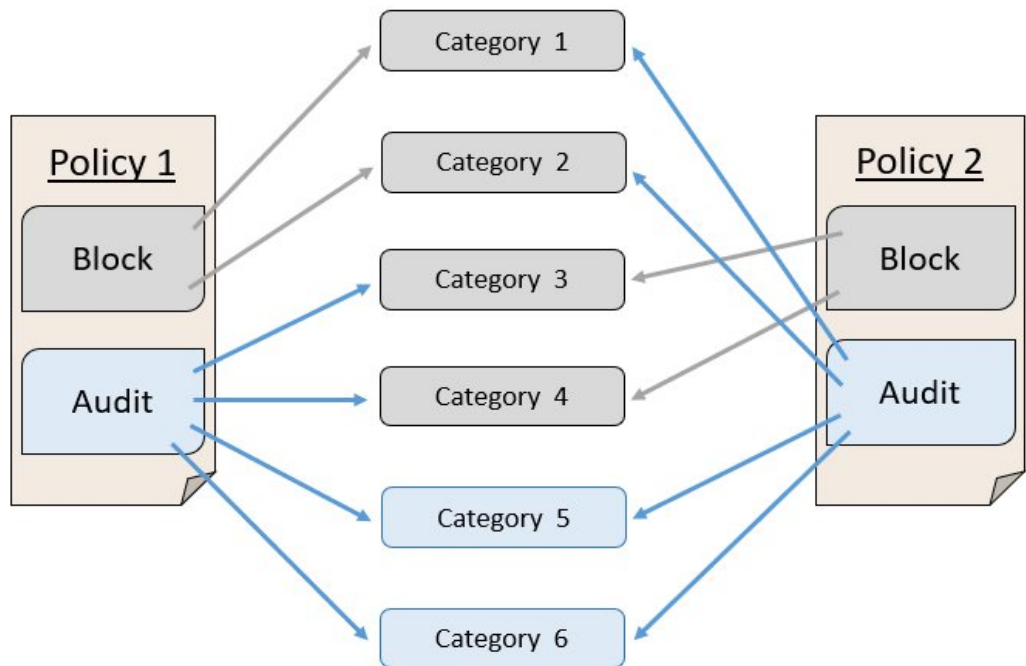 Category 1
Policy 1
Block
Audit
Category 2
Category 3
Category 4
Category 5
Category 6
Policy 2
Block
Audit